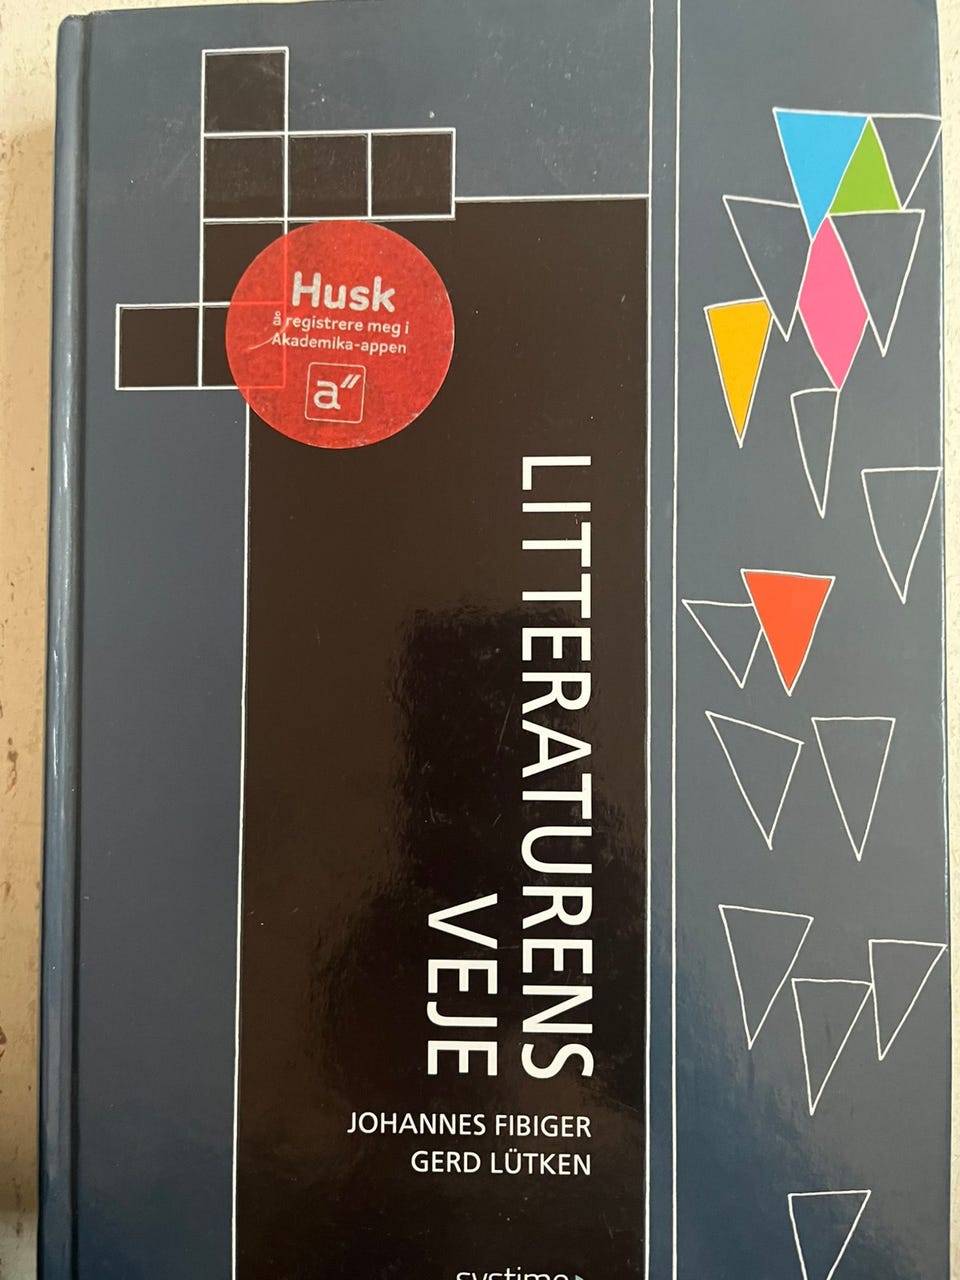 Husk
å registrere meg i
Akademika-appen
a"
LITTERATURENS
VEJE
JOHANNES FIBIGER
GERD LÜTKEN
systime